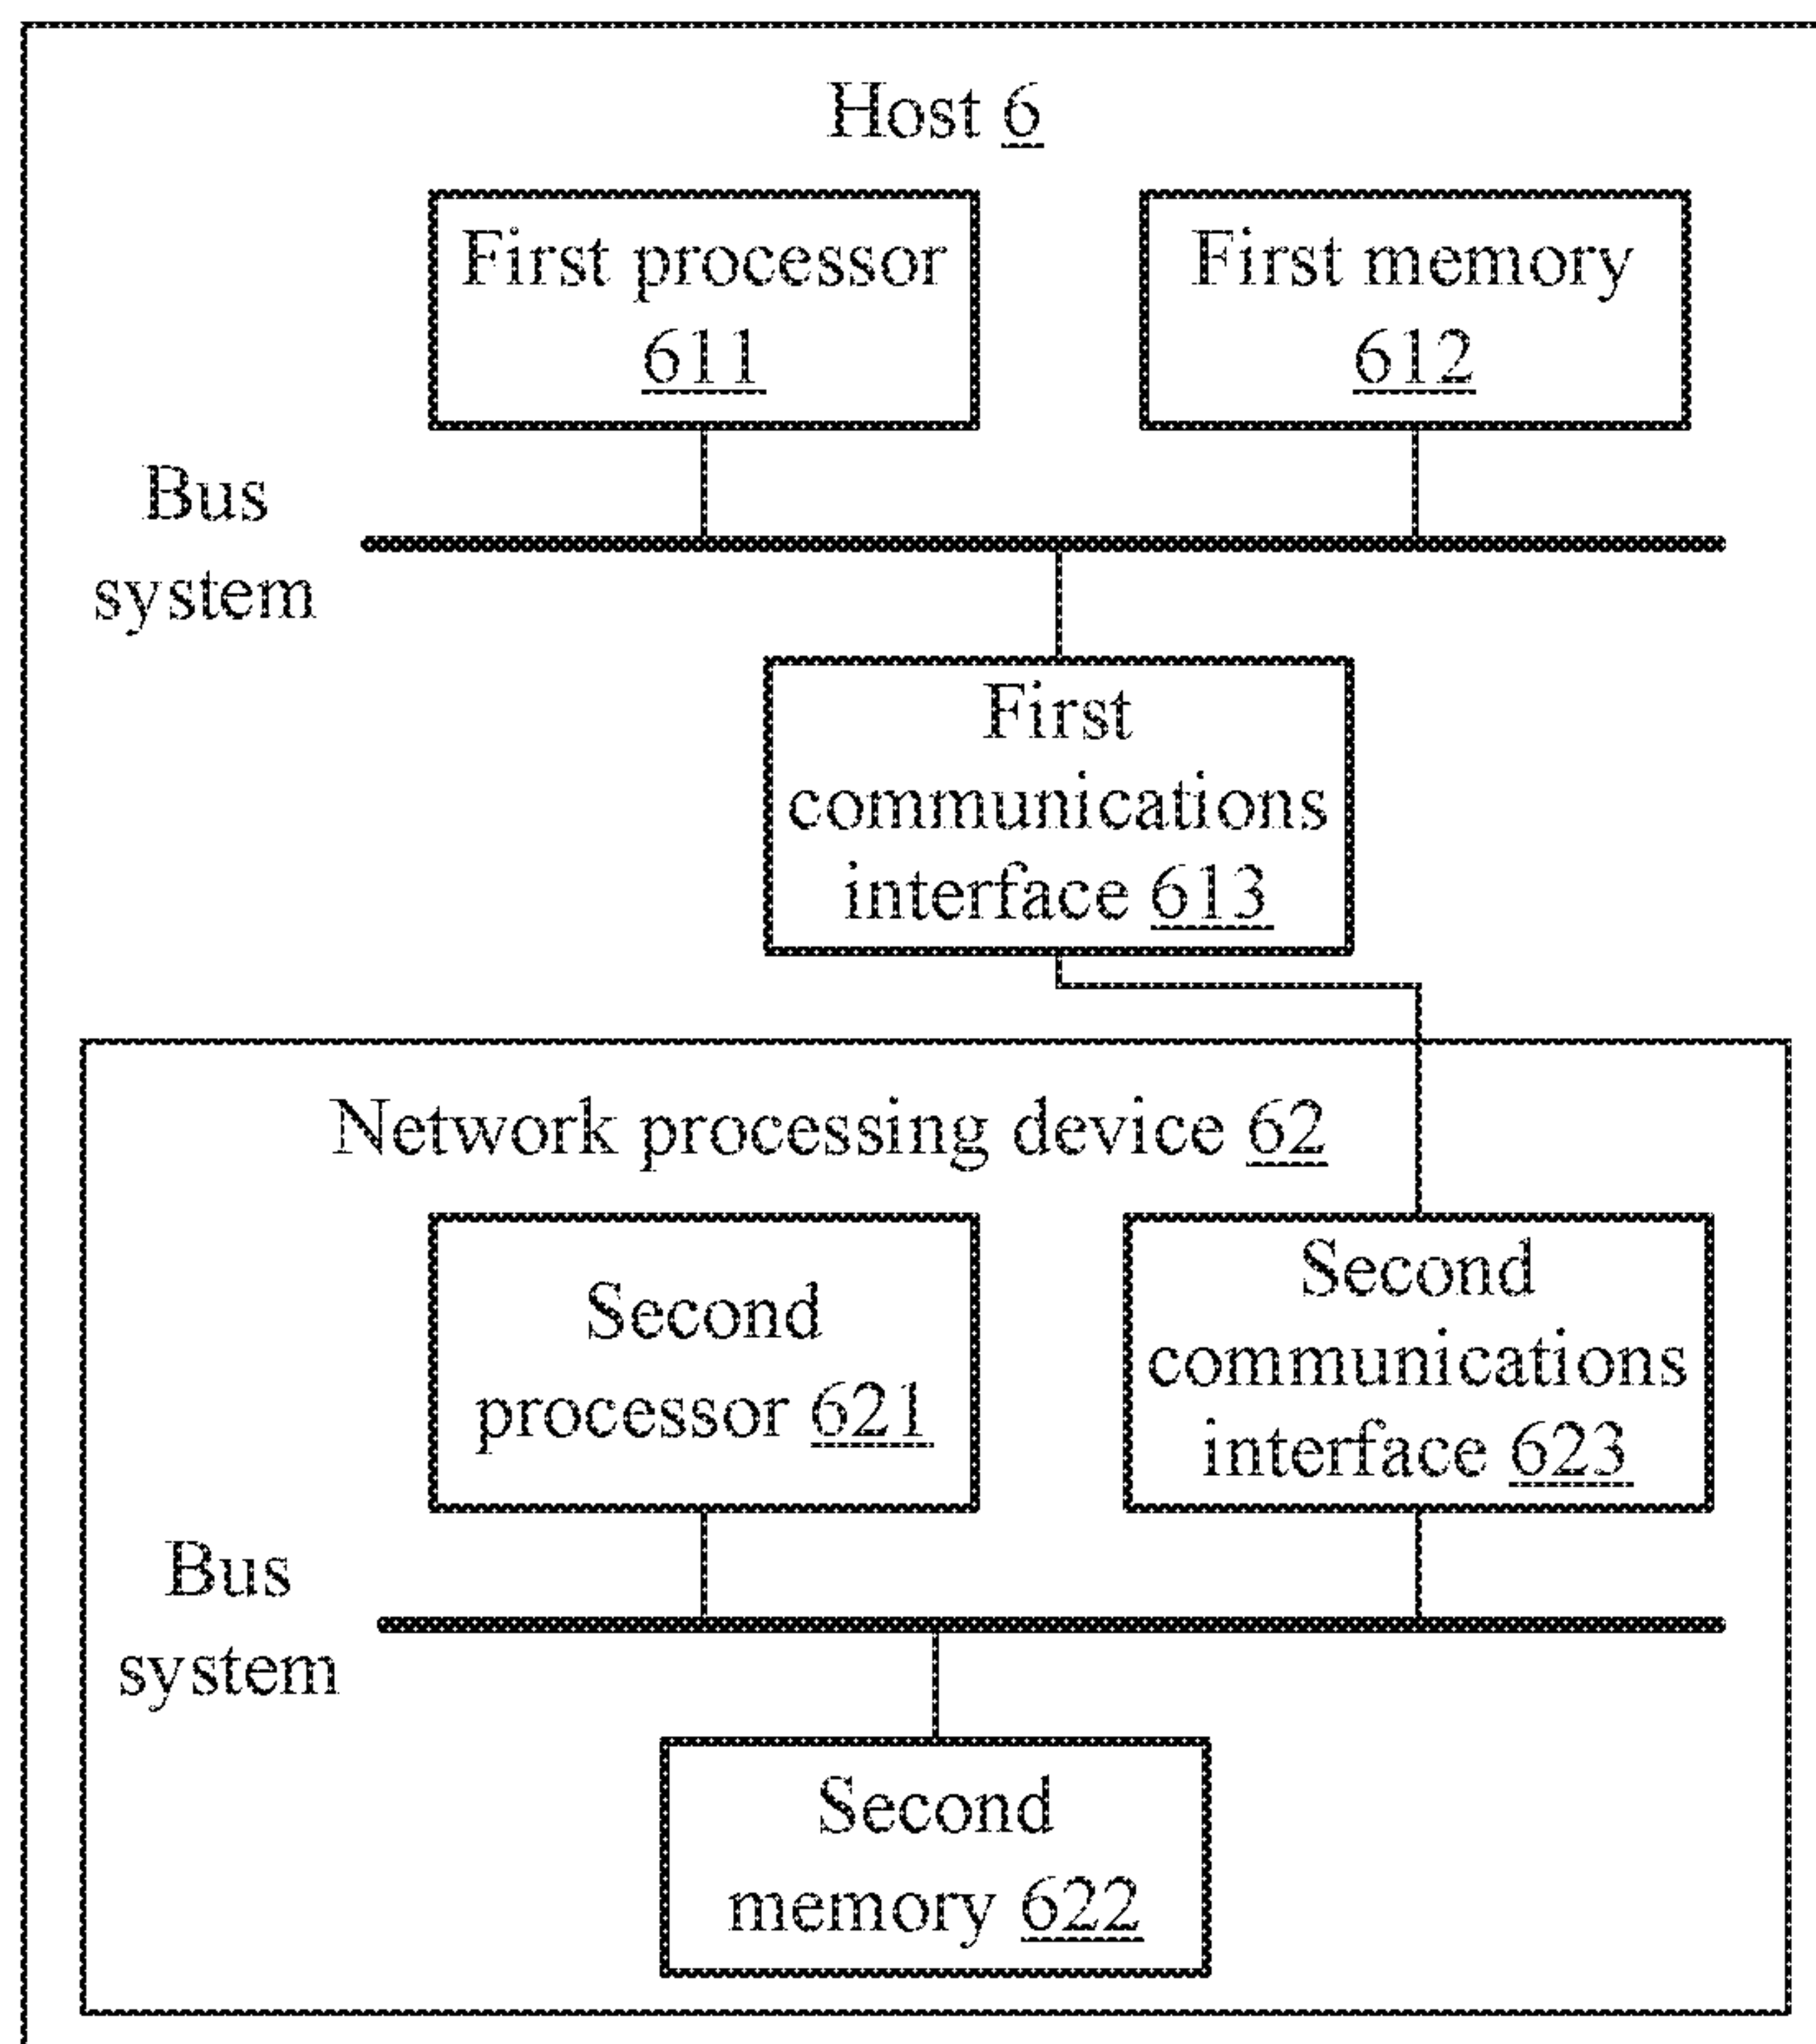 Host 6
First processor
611
First memory
612
Bus
system
First
communications
interface 613
Network processing device 62
Second
processor 621
Second
communications
interface 623
Bus
system
Second
memory 622